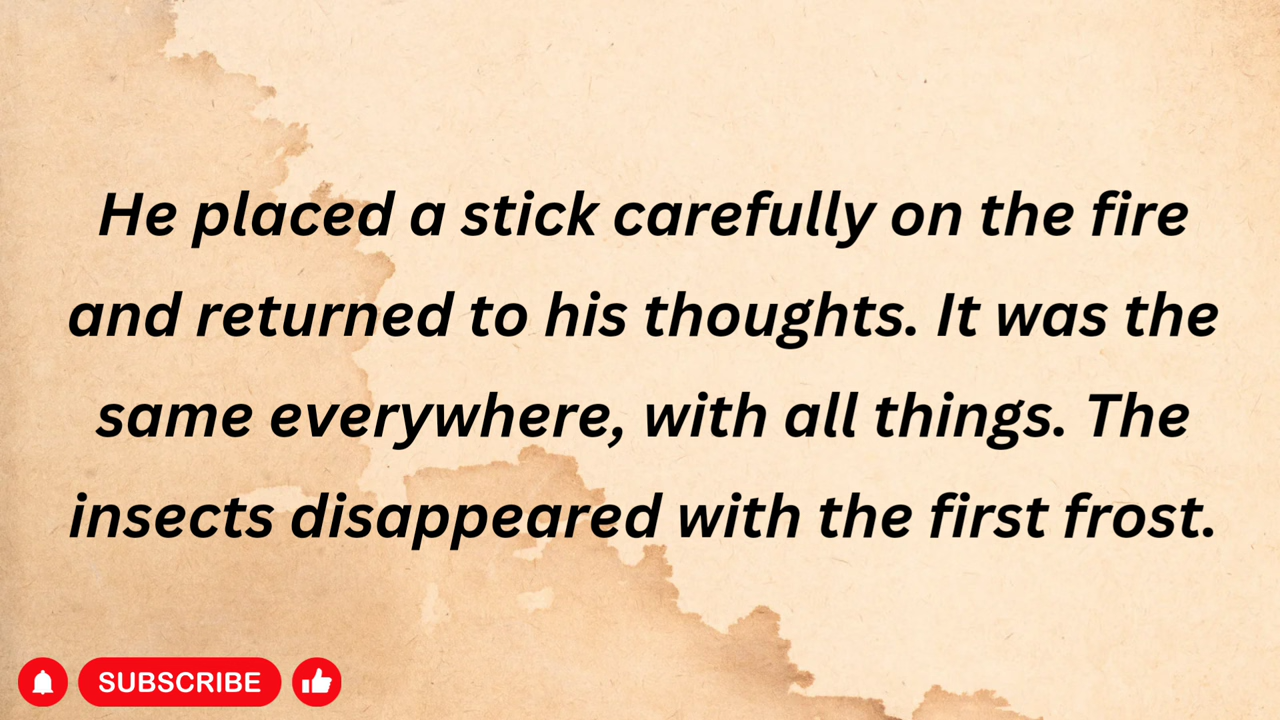 He placed a stick carefully on the fire
and returned to his thoughts. It was the
same everywhere, with all things. The
insects disappeared with the first frost.
SUBSCRIBE